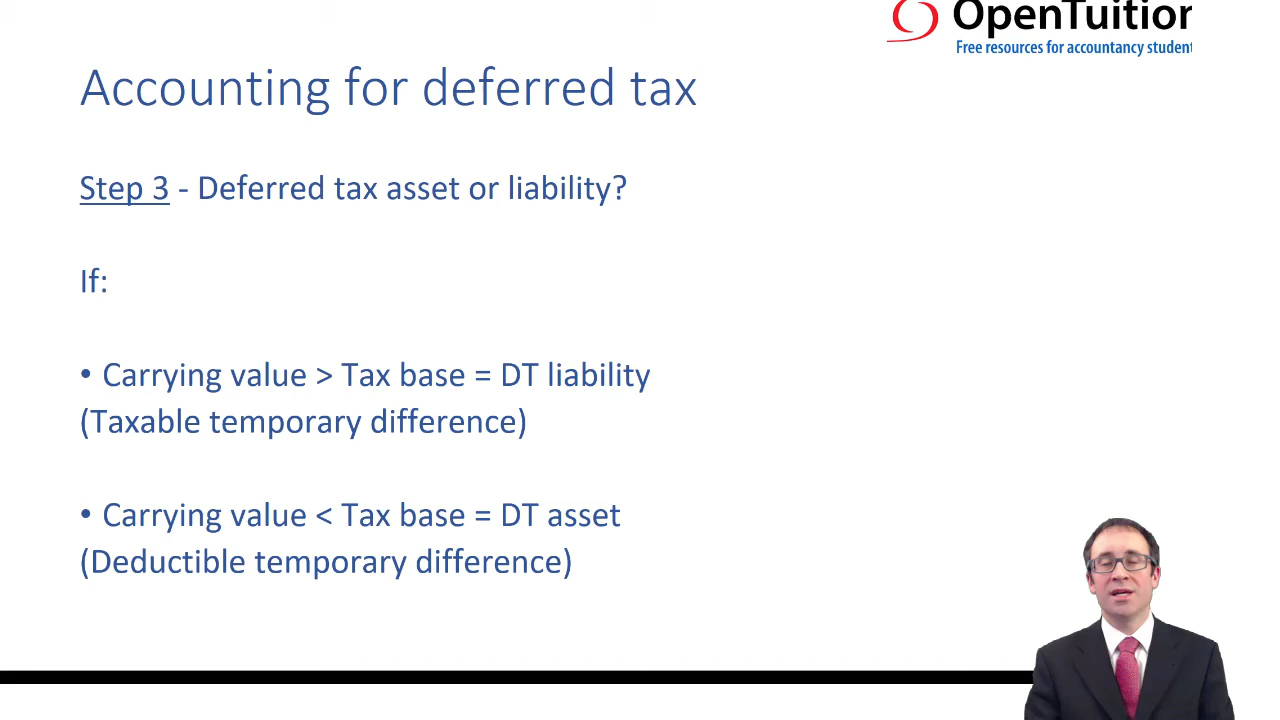 OpenTuition
Free resources for accountancy student
Accounting for deferred tax
Step 3 - Deferred tax asset or liability?
If:
• Carrying value > Tax base = DT liability
(Taxable temporary difference)
• Carrying value < Tax base = DT asset
(Deductible temporary difference)